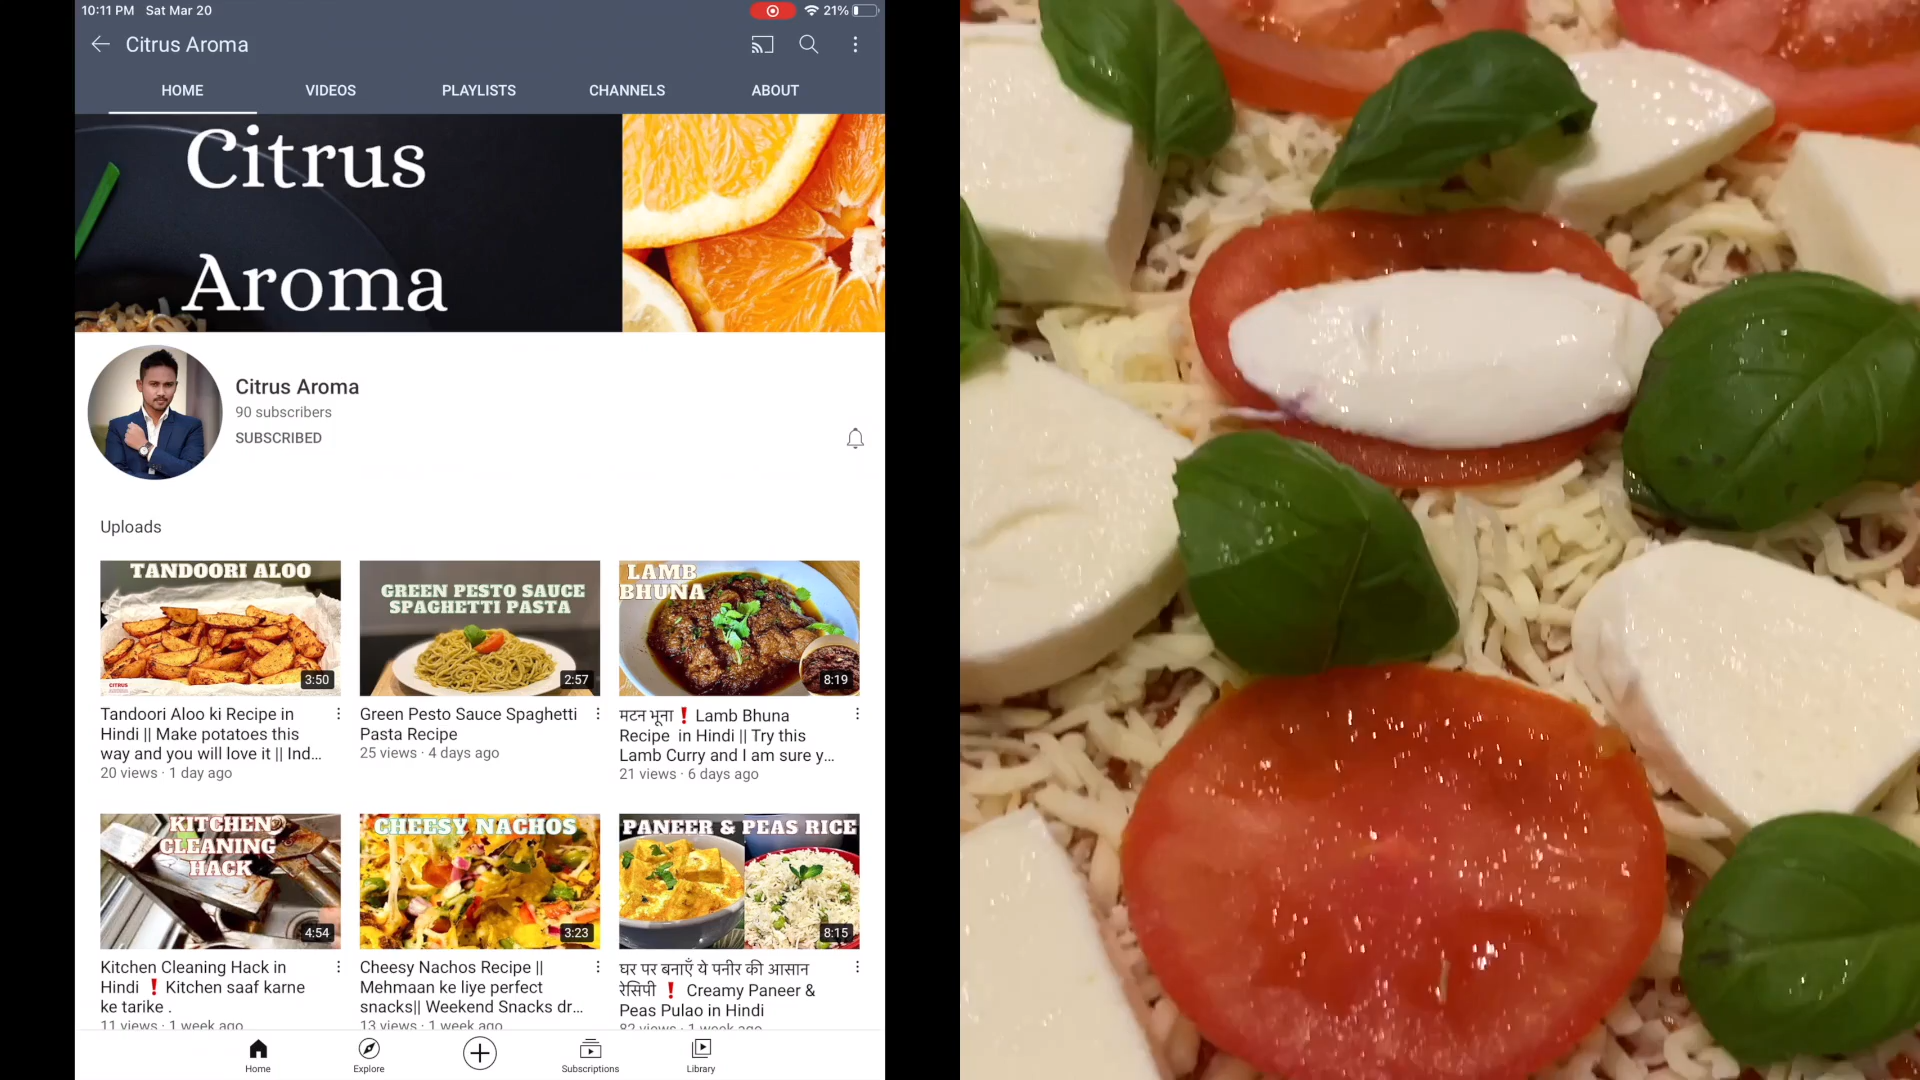 10:11 PM Sat Mar 20
21%
Citrus Aroma
HOME
VIDEOS
PLAYLISTS
CHANNELS
ABOUT
Citrus
Aroma
Citrus Aroma
90 subscribers
SUBSCRIBED
Uploads
TANDOORI ALOO
CITRUS
3:50
Tandoori Aloo ki Recipe in
Hindi || Make potatoes this
way and you will love it || Ind...
20 views · 1 day ago
GREEN PESTO SAUCE
SPAGHETTI PASTA
2:57
Green Pesto Sauce Spaghetti
Pasta Recipe
25 views · 4 days ago
LAMB
BHUNA
8:19
मटन भूना❗Lamb Bhuna
Recipe in Hindi || Try this
Lamb Curry and I am sure y...
21 views · 6 days ago
KITCHEN
CLEANING
HACK
4:54
Kitchen Cleaning Hack in
Hindi ❗Kitchen saaf karne
ke tarike .
11 views · 1 week ago
CHEESY NACHOS
3:23
Cheesy Nachos Recipe ||
Mehmaan ke liye perfect
snacks|| Weekend Snacks dr...
13 views · 1 week ago
PANEER & PEAS RICE
8:15
घर पर बनाएँ ये पनीर की आसान
रेसिपी ❗ Creamy Paneer &
Peas Pulao in Hindi
82 views · 1 week ago
Home
Explore
Subscriptions
Library